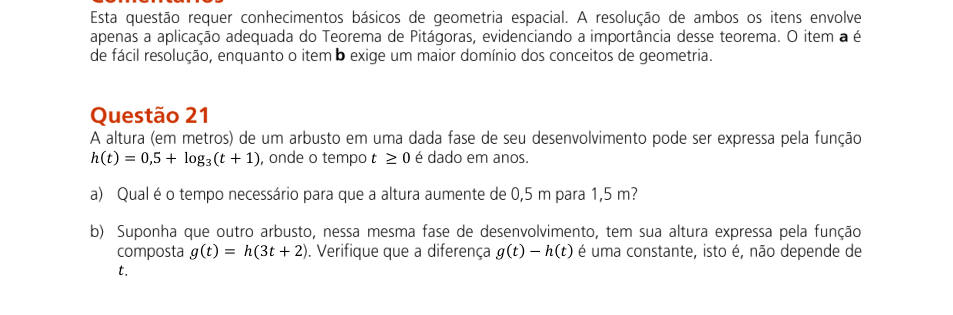 Comentários
Esta questão requer conhecimentos básicos de geometria espacial. A resolução de ambos os itens envolve
apenas a aplicação adequada do Teorema de Pitágoras, evidenciando a importância desse teorema. O item a é
de fácil resolução, enquanto o item b exige um maior domínio dos conceitos de geometria.
Questão 21
A altura (em metros) de um arbusto em uma dada fase de seu desenvolvimento pode ser expressa pela função
h(t) = 0,5 + log₃(t + 1), onde o tempo t ≥ 0 é dado em anos.
a) Qual é o tempo necessário para que a altura aumente de 0,5 m para 1,5 m?
b) Suponha que outro arbusto, nessa mesma fase de desenvolvimento, tem sua altura expressa pela função
composta g(t) = h(3t + 2). Verifique que a diferença g(t) − h(t) é uma constante, isto é, não depende de
t.